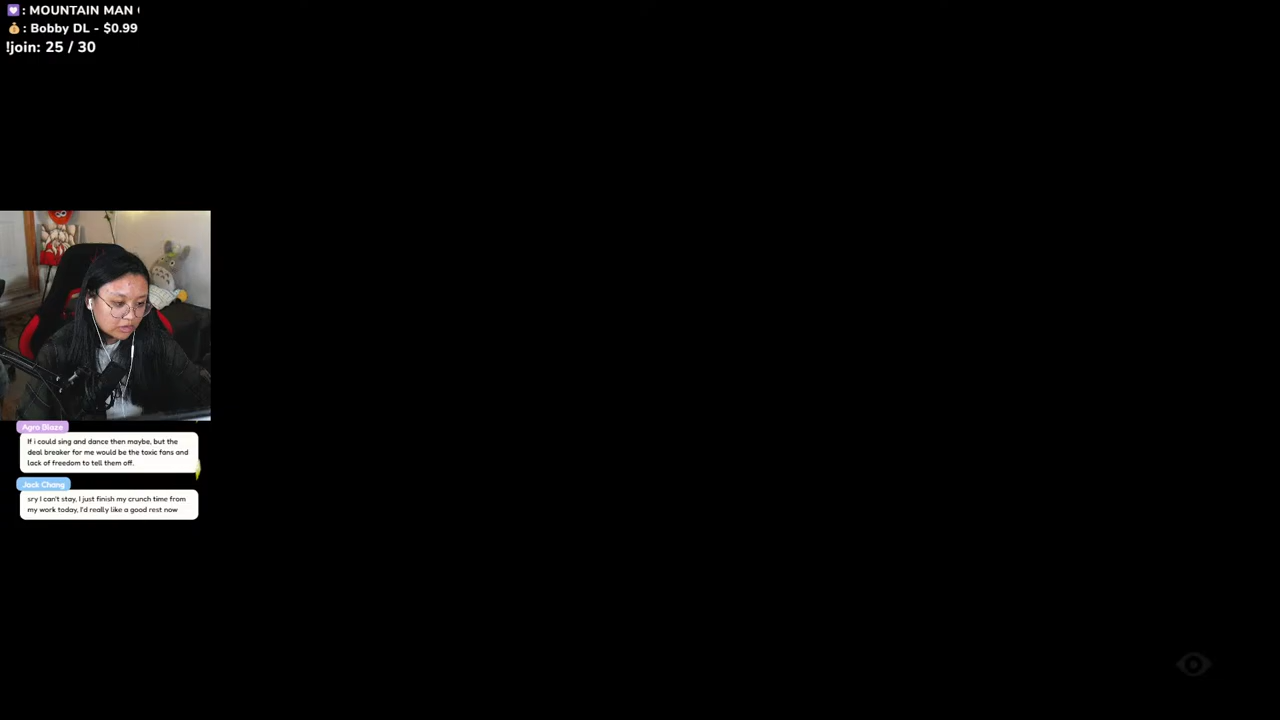 : MOUNTAIN MAN
: Bobby DL - $0.99
!join: 25 / 30
Agro Blaze
If i could sing and dance then maybe, but the
deal breaker for me would be the toxic fans and
lack of freedom to tell them off.
Jack Chang
sry I can't stay, I just finish my crunch time from
my work today, I'd really like a good rest now